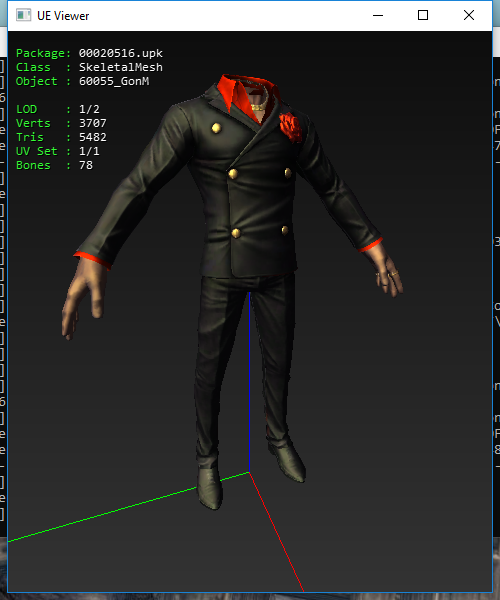 UE Viewer
Package: 00020516.upk
Class : SkeletalMesh
Object : 60055_GonM
LOD : 1/2
Verts : 3707
Tris : 5482
UV Set : 1/1
Bones : 78